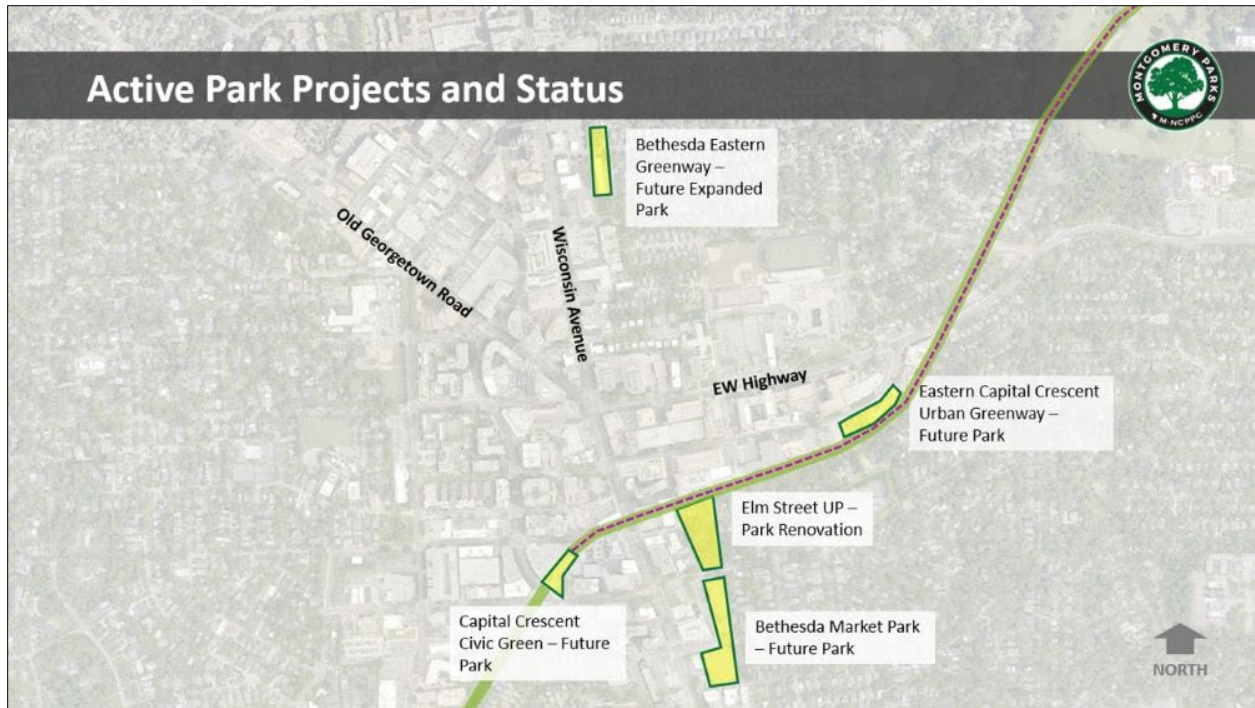 Active Park Projects and Status
MONTGOMERY PARKS
M-NCPPC
Bethesda Eastern
Greenway –
Future Expanded
Park
Old Georgetown Road
Wisconsin Avenue
EW Highway
Eastern Capital Crescent
Urban Greenway –
Future Park
Elm Street UP –
Park Renovation
Capital Crescent
Civic Green – Future
Park
Bethesda Market Park
– Future Park
NORTH